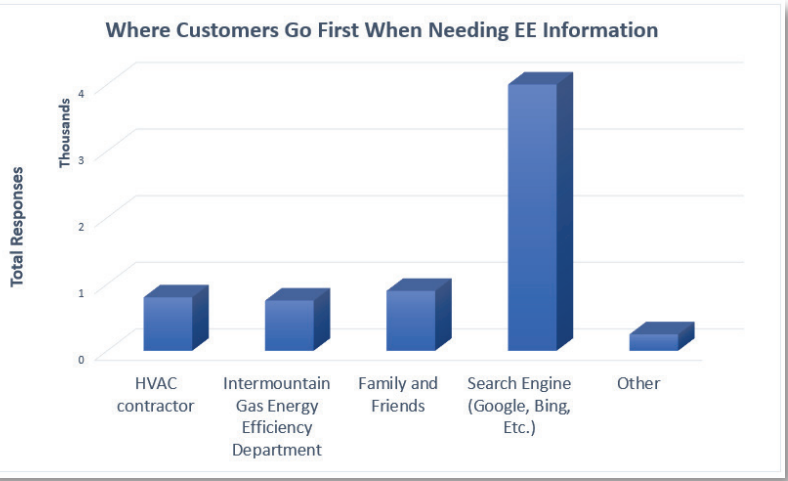 Where Customers Go First When Needing EE Information
Total Responses
Thousands
4
3
2
1
0
HVAC
contractor
Intermountain
Gas Energy
Efficiency
Department
Family and
Friends
Search Engine
(Google, Bing,
Etc.)
Other